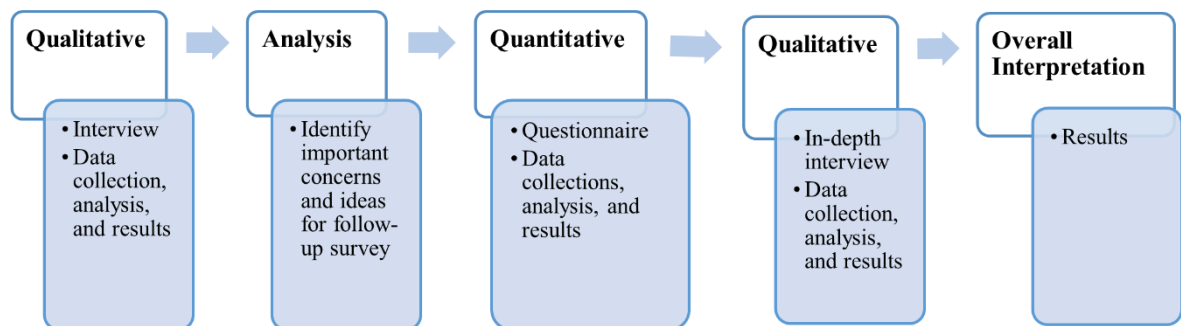 Qualitative
• Interview
• Data
collection,
analysis,
and results
Analysis
• Identify
important
concerns
and ideas
for follow-
up survey
Quantitative
• Questionnaire
• Data
collections,
analysis, and
results
Qualitative
• In-depth
interview
• Data
collection,
analysis,
and results
Overall
Interpretation
• Results